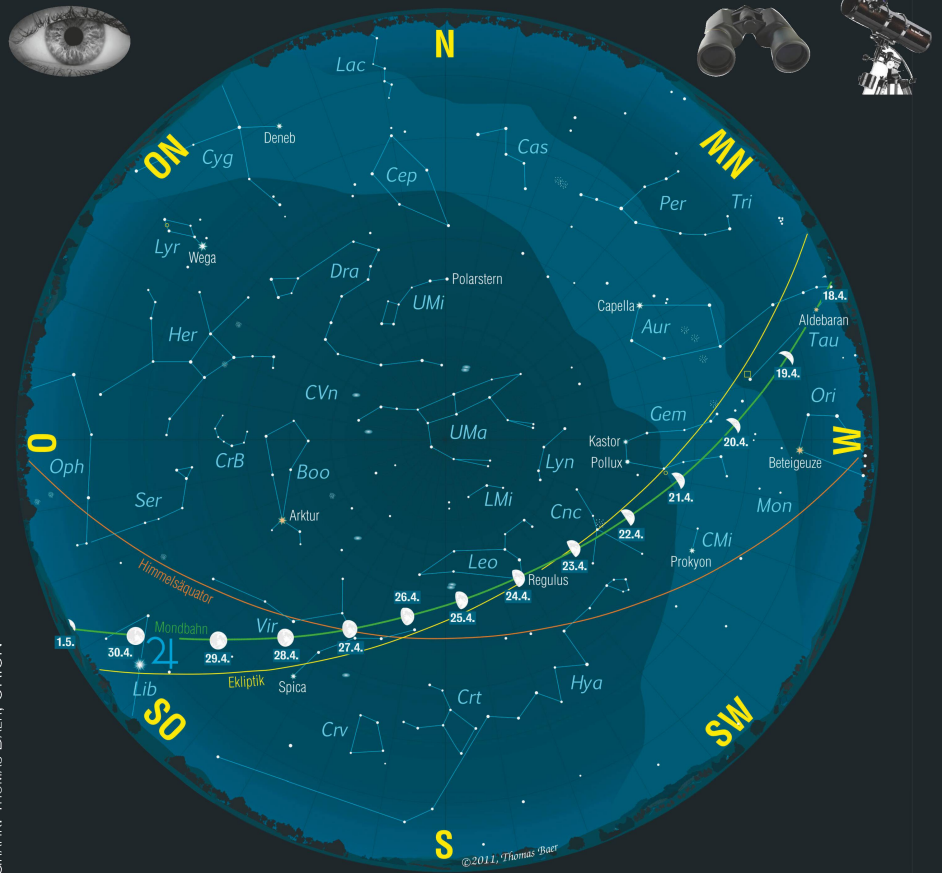 N
Lac
Deneb
NO
Cyg
Cas
NW
Cep
Per
Tri
Lyr
Wega
Dra
Polarstern
UMi
18.4.
Capella
Aldebaran
Aur
Tau
Her
19.4.
CVn
Ori
Gem
20.4.
UMa
O
Kastor
W
Oph
CrB
Boo
Lyn
Pollux
Beteigeuze
21.4.
Ser
LMi
Mon
Arktur
Cnc
22.4.
CMi
Leo
23.4.
Prokyon
Himmelsäquator
Regulus
26.4.
24.4.
25.4.
Mondbahn
Vir
27.4.
1.5.
30.4.
29.4.
28.4.
Ekliptik
Spica
Lib
Hya
Crt
SO
Crv
SW
S
©2011, Thomas Baer